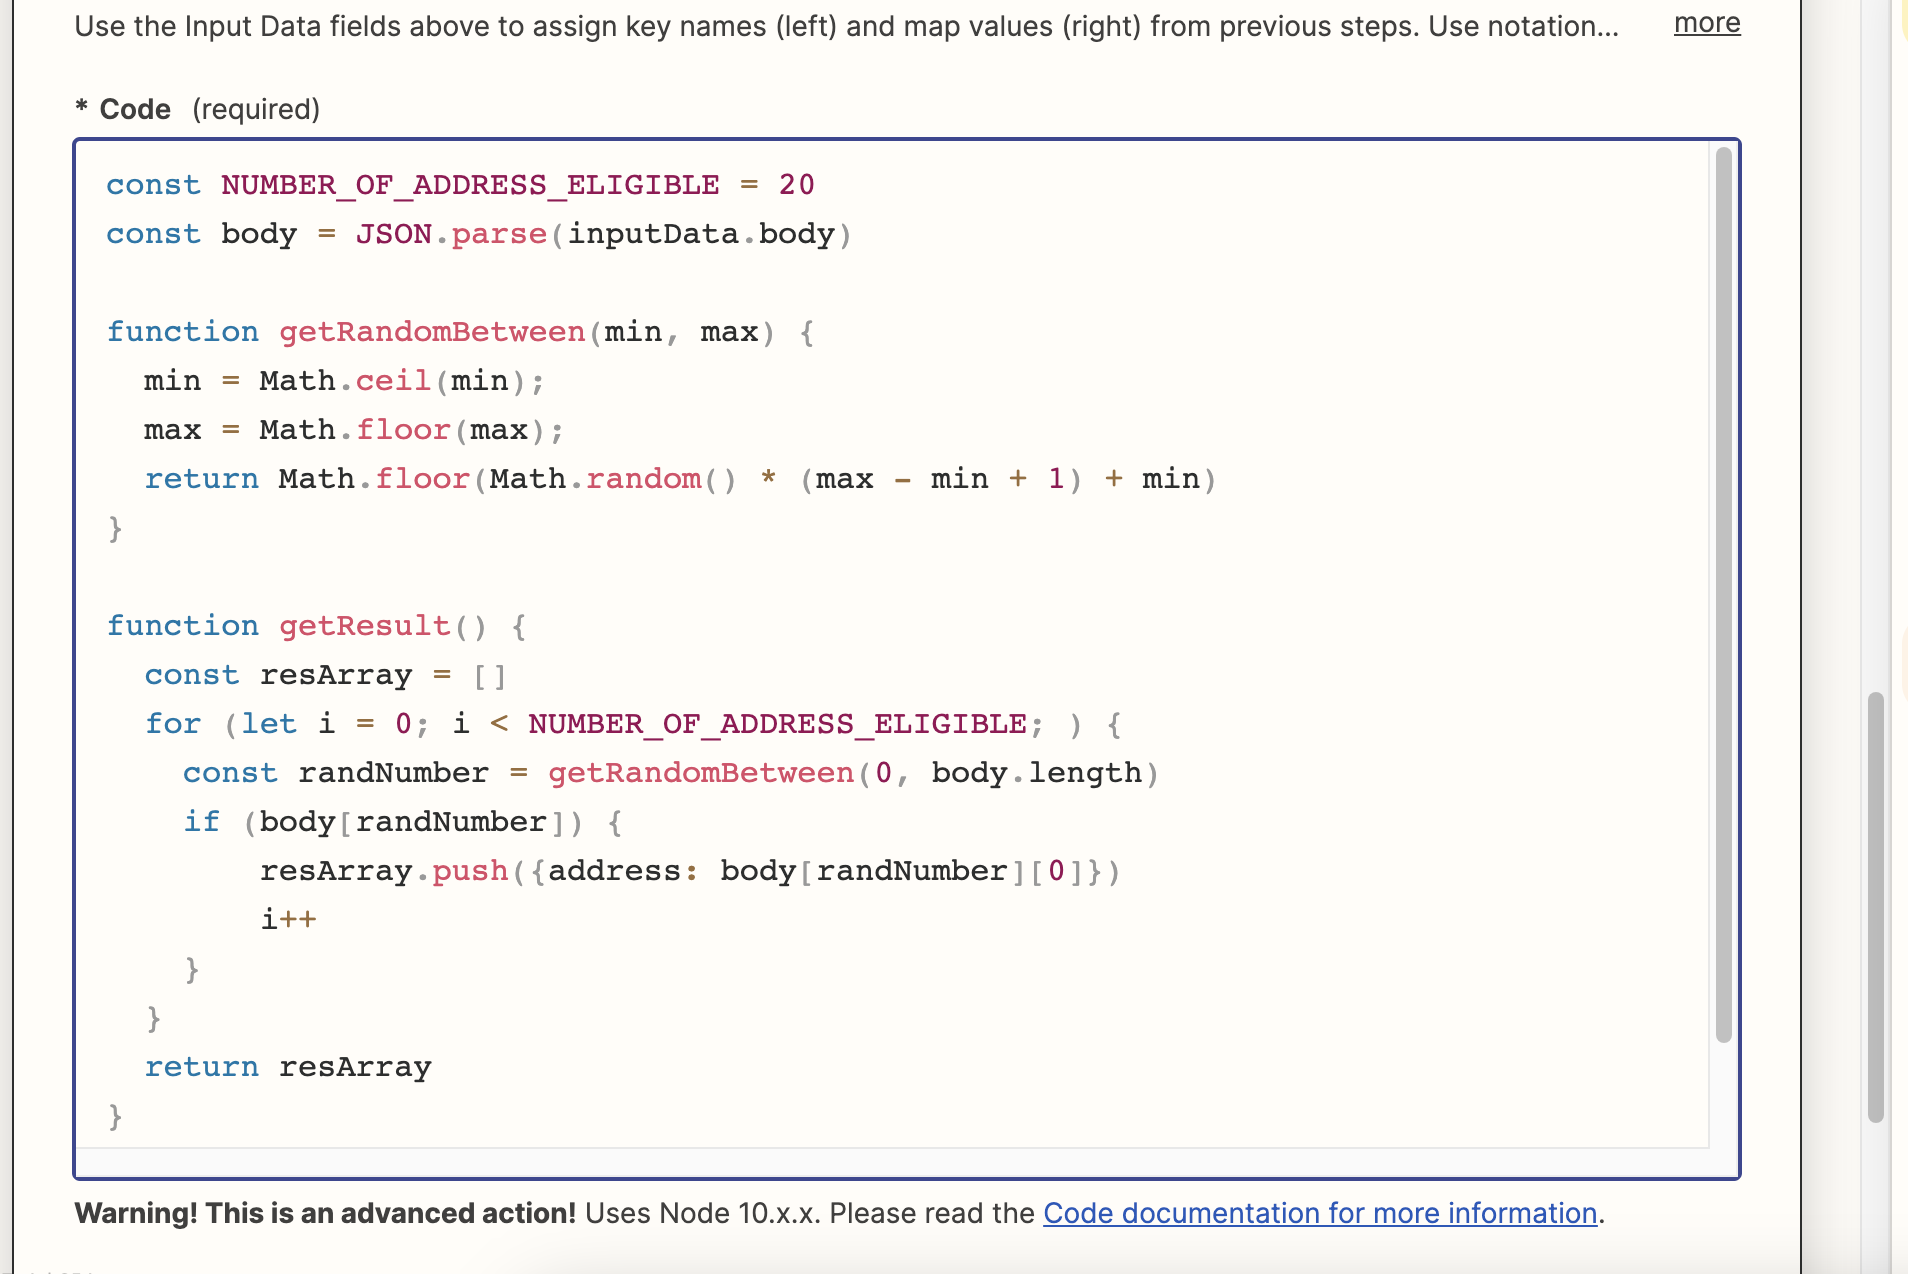 Use the Input Data fields above to assign key names (left) and map values (right) from previous steps. Use notation... more
* Code (required)
const NUMBER_OF_ADDRESS_ELIGIBLE = 20
const body = JSON.parse(inputData.body)
function getRandomBetween(min, max) {
  min = Math.ceil(min);
  max = Math.floor(max);
  return Math.floor(Math.random() * (max - min + 1) + min)
}
function getResult() {
  const resArray = []
  for (let i = 0; i < NUMBER_OF_ADDRESS_ELIGIBLE; ) {
    const randNumber = getRandomBetween(0, body.length)
    if (body[randNumber]) {
        resArray.push({address: body[randNumber][0]})
        i++
    }
  }
  return resArray
}
Warning! This is an advanced action! Uses Node 10.x.x. Please read the Code documentation for more information.